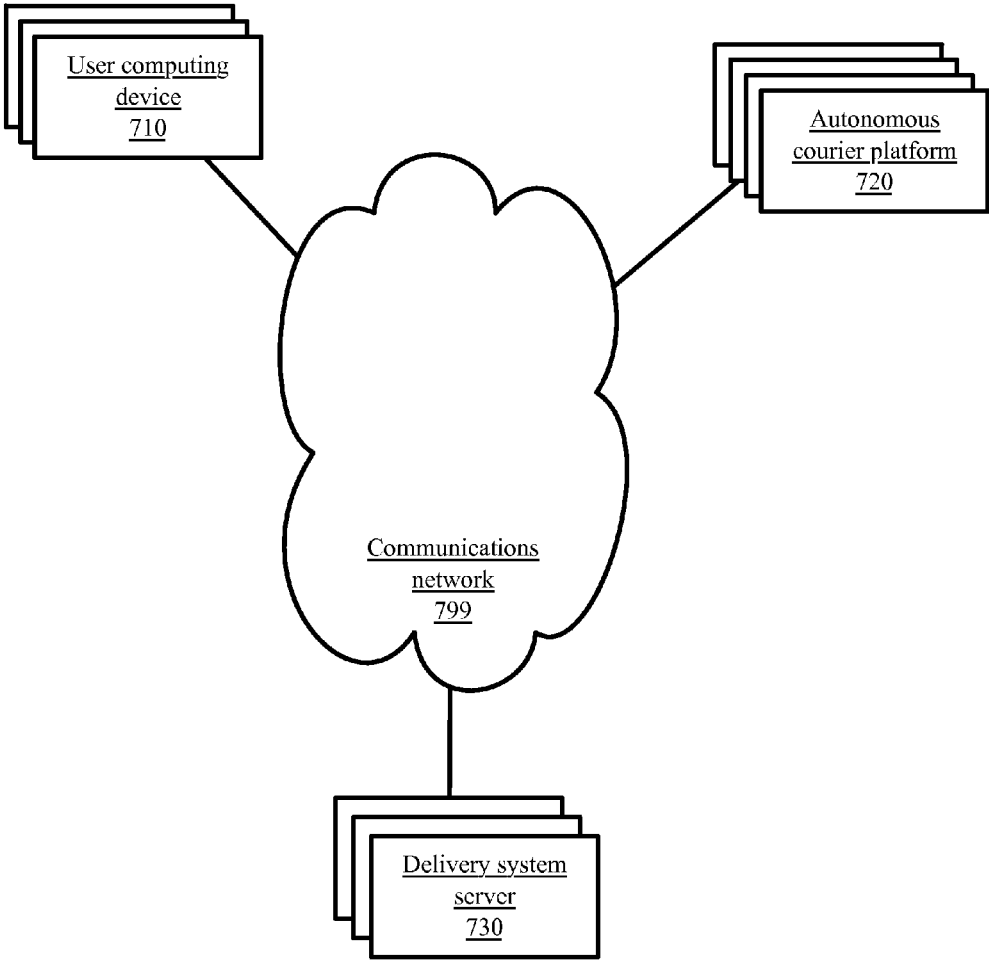 User computing
device
710
Autonomous
courier platform
720
Communications
network
799
Delivery system
server
730